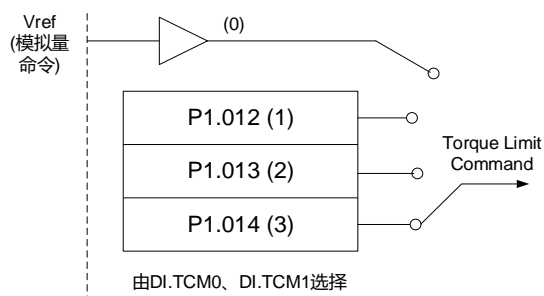 Vref
(模拟量
命令)
(0)
P1.012 (1)
P1.013 (2)
P1.014 (3)
Torque Limit
Command
由DI.TCM0、DI.TCM1选择